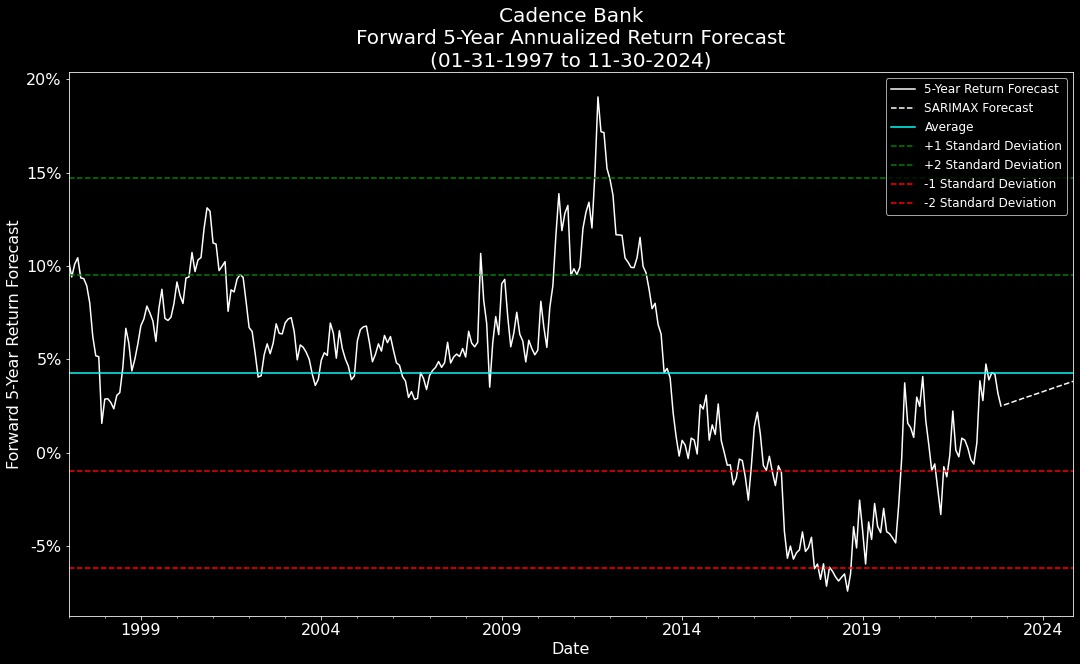 Cadence Bank
Forward 5-Year Annualized Return Forecast
(01-31-1997 to 11-30-2024)
5-Year Return Forecast
SARIMAX Forecast
Average
+1 Standard Deviation
+2 Standard Deviation
-1 Standard Deviation
-2 Standard Deviation
Forward 5-Year Return Forecast
20%
15%
10%
5%
0%
-5%
1999
2004
2009
2014
2019
2024
Date